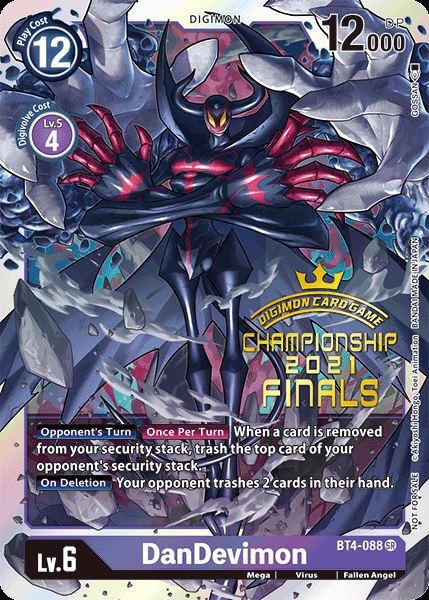 Play Cost
12
DIGIMON
DP
12000
Digivolve Cost
Lv.5
4
GOSSAN
DIGIMON CARD GAME
CHAMPIONSHIP
2021
FINALS
©Akiyoshi Hongo, Toei Animation BANDAI MADE IN JAPAN
NOT FOR SALE
Opponent's Turn Once Per Turn When a card is removed
from your security stack, trash the top card of your
opponent's security stack.
On Deletion Your opponent trashes 2 cards in their hand.
BT4-088 SR
Lv.6
DanDevimon
Mega | Virus | Fallen Angel